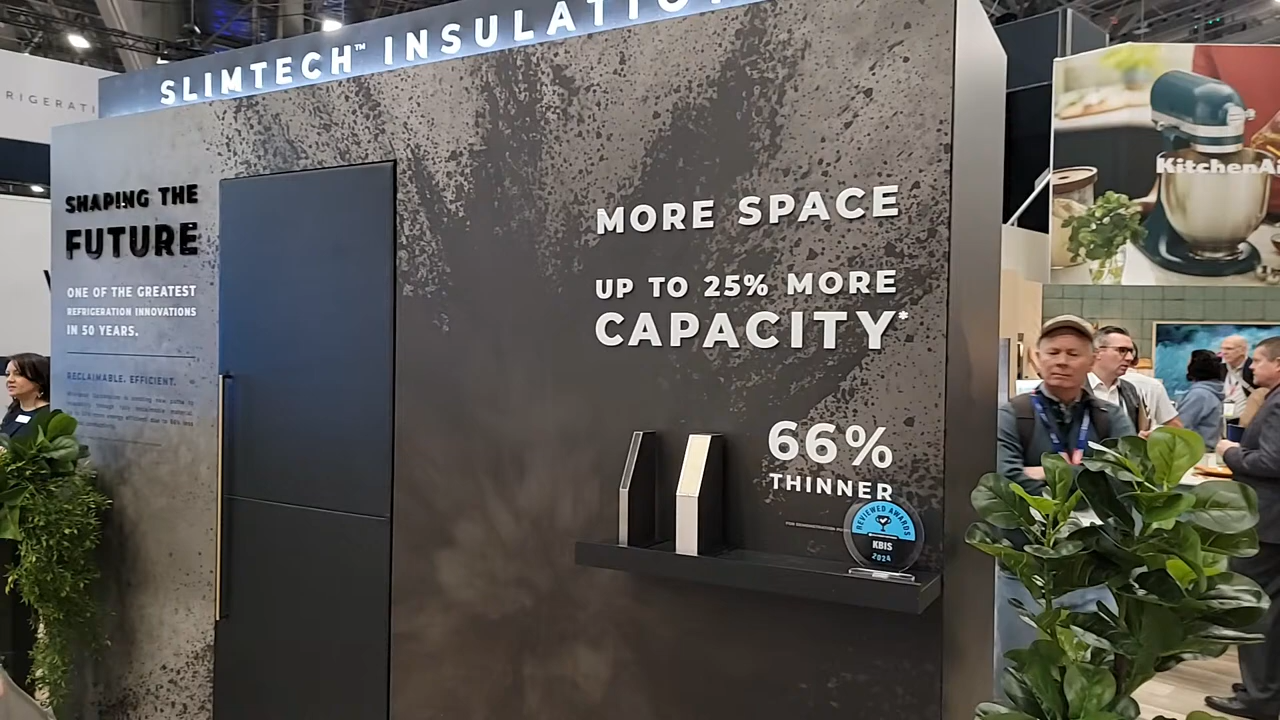 SLIMTECH™ INSULATIO
RIGERATI
SHAPING THE
FUTURE
ONE OF THE GREATEST
REFRIGERATION INNOVATIONS
IN 50 YEARS.
RECLAIMABLE. EFFICIENT.
MORE SPACE
UP TO 25% MORE
CAPACITY*
66%
THINNER
REVIEWED AWARDS
KBIS
2024
KitchenAi